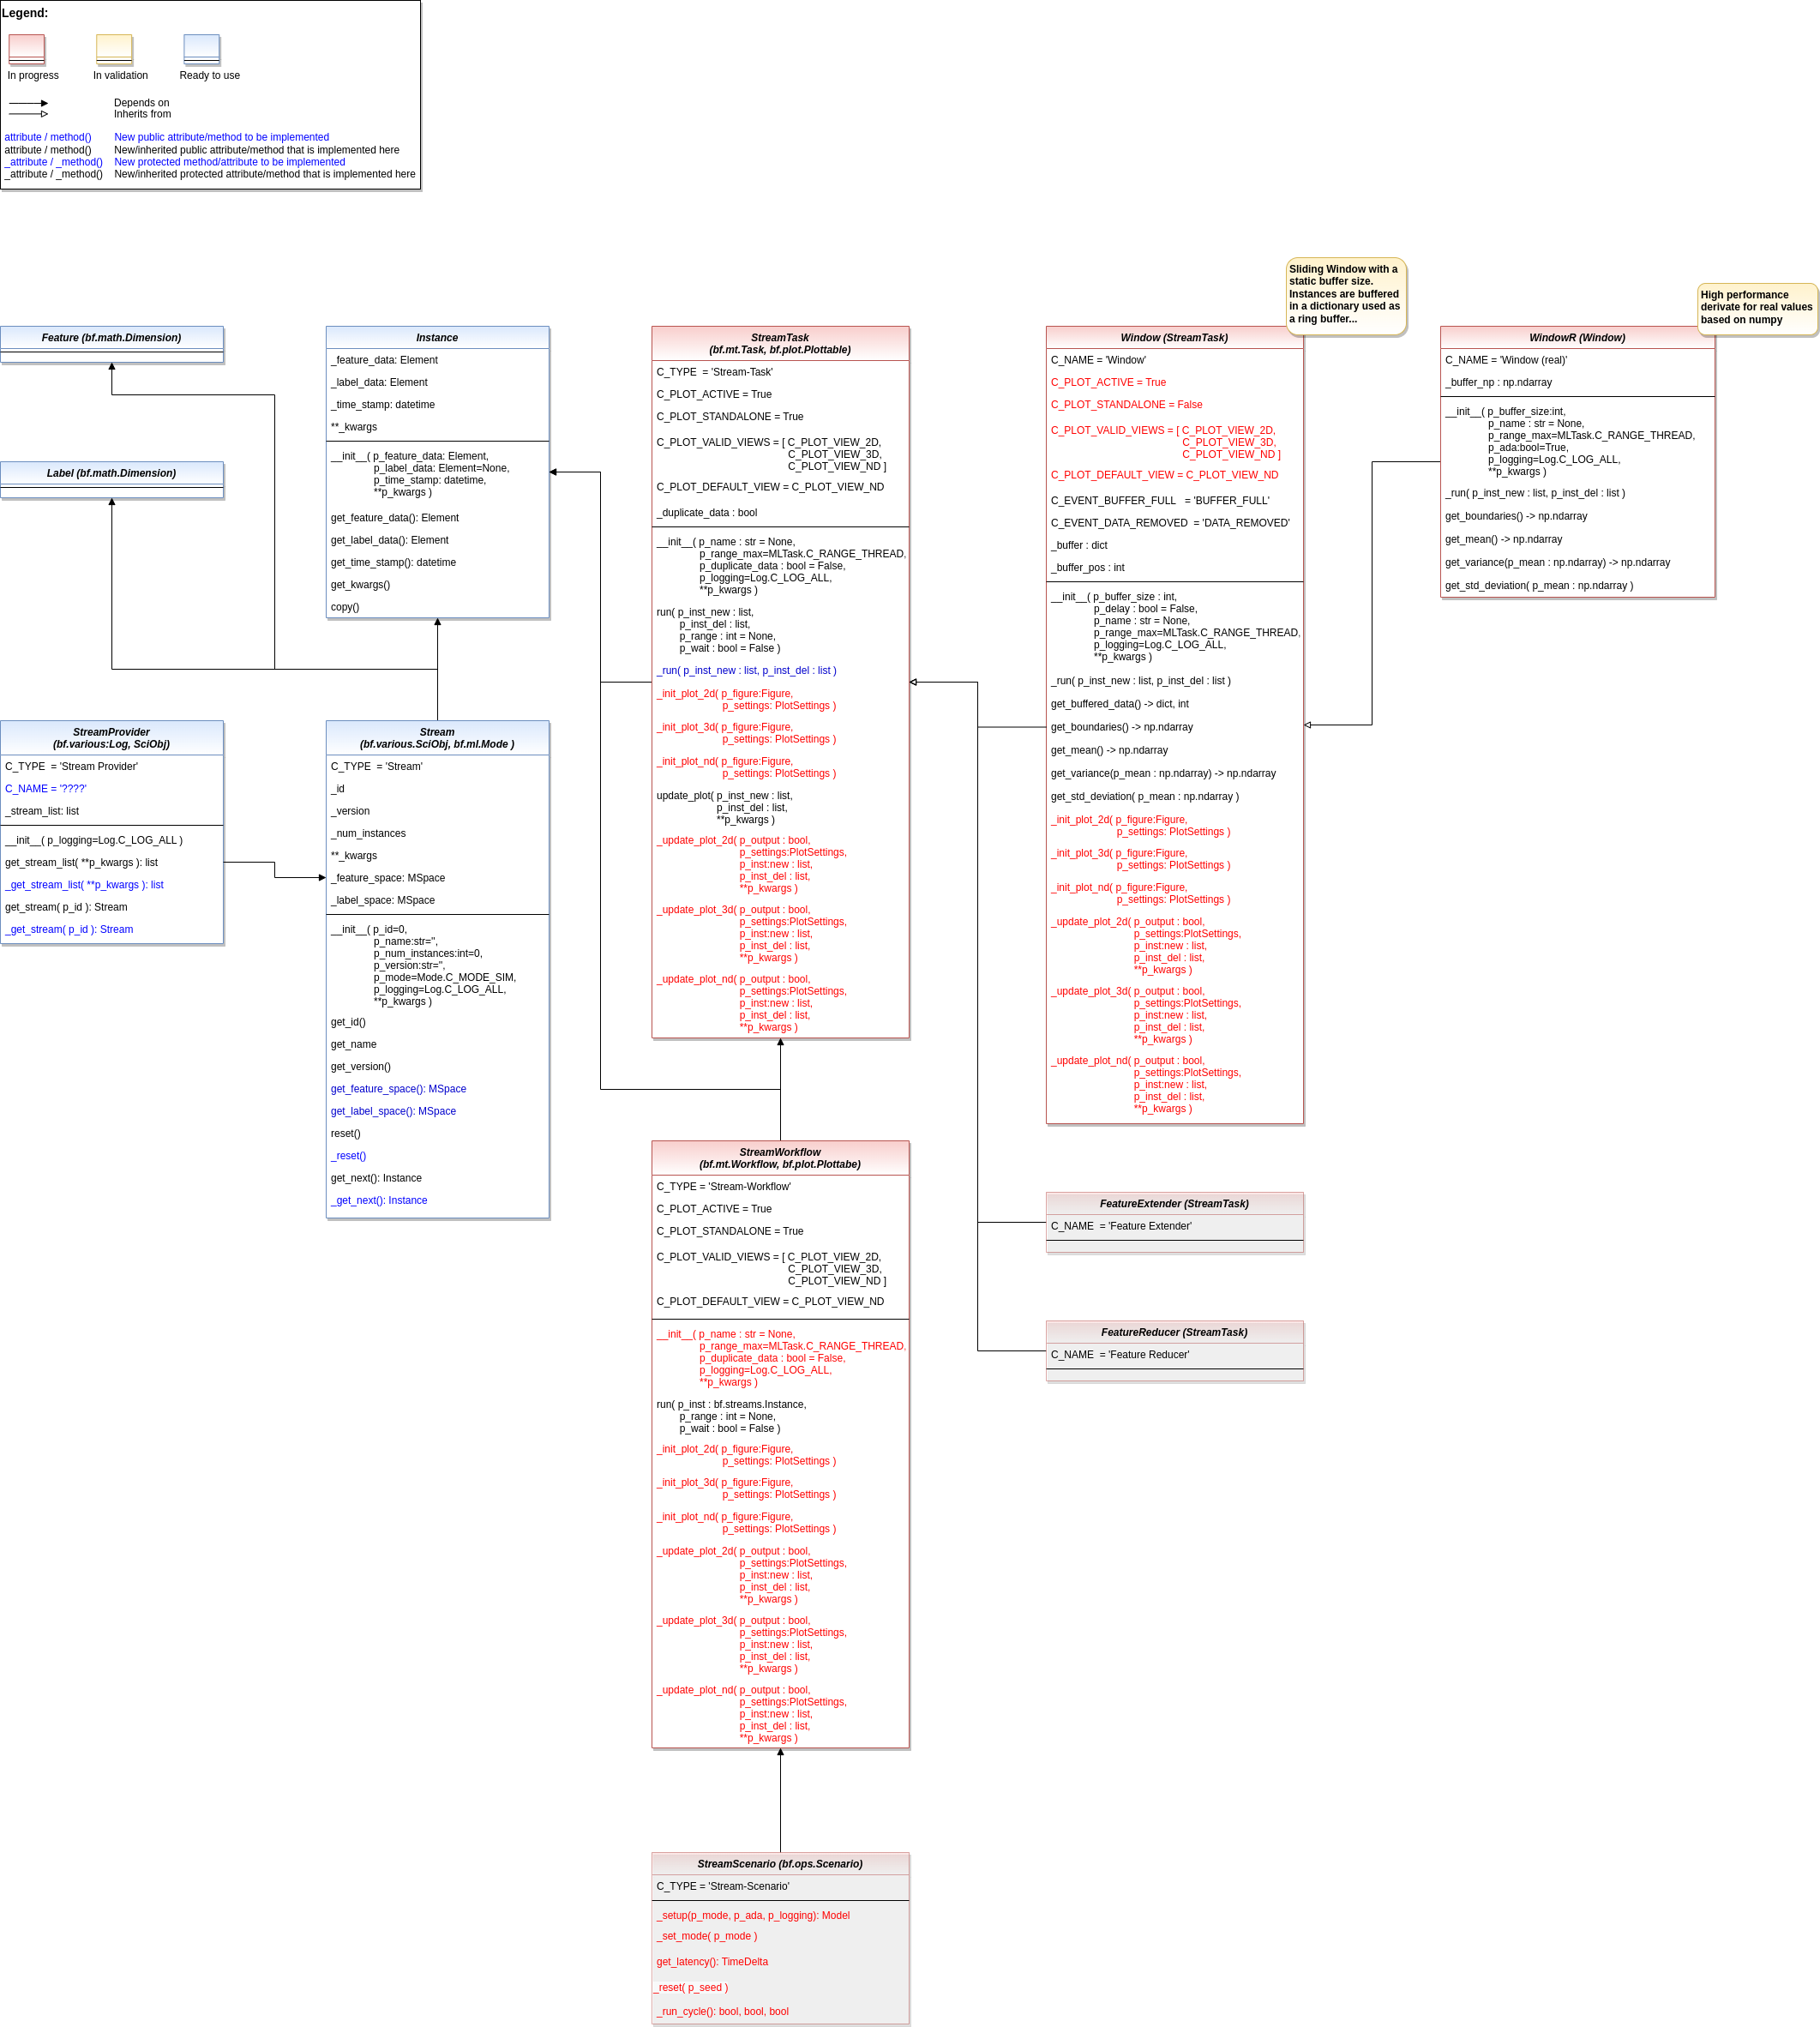 Legend:
In progress
In validation
Ready to use
Depends on
Inherits from
attribute / method()
New public attribute/method to be implemented
attribute / method()
New/inherited public attribute/method that is implemented here
_attribute / _method()
New protected method/attribute to be implemented
_attribute / _method()
New/inherited protected attribute/method that is implemented here
Feature (bf.math.Dimension)
Label (bf.math.Dimension)
StreamProvider
(bf.various:Log, SciObj)
C_TYPE  = 'Stream Provider'
C_NAME = '????'
_stream_list: list
__init__( p_logging=Log.C_LOG_ALL )
get_stream_list( **p_kwargs ): list
_get_stream_list( **p_kwargs ): list
get_stream( p_id ): Stream
_get_stream( p_id ): Stream
Instance
_feature_data: Element
_label_data: Element
_time_stamp: datetime
**_kwargs
__init__( p_feature_data: Element,
p_label_data: Element=None,
p_time_stamp: datetime,
**p_kwargs )
get_feature_data(): Element
get_label_data(): Element
get_time_stamp(): datetime
get_kwargs()
copy()
Stream
(bf.various.SciObj, bf.ml.Mode )
C_TYPE  = 'Stream'
_id
_version
_num_instances
**_kwargs
_feature_space: MSpace
_label_space: MSpace
__init__( p_id=0,
p_name:str='',
p_num_instances:int=0,
p_version:str='',
p_mode=Mode.C_MODE_SIM,
p_logging=Log.C_LOG_ALL,
**p_kwargs )
get_id()
get_name
get_version()
get_feature_space(): MSpace
get_label_space(): MSpace
reset()
_reset()
get_next(): Instance
_get_next(): Instance
StreamTask
(bf.mt.Task, bf.plot.Plottable)
C_TYPE  = 'Stream-Task'
C_PLOT_ACTIVE = True
C_PLOT_STANDALONE = True
C_PLOT_VALID_VIEWS = [ C_PLOT_VIEW_2D,
C_PLOT_VIEW_3D,
C_PLOT_VIEW_ND ]
C_PLOT_DEFAULT_VIEW = C_PLOT_VIEW_ND
_duplicate_data : bool
__init__( p_name : str = None,
p_range_max=MLTask.C_RANGE_THREAD,
p_duplicate_data : bool = False,
p_logging=Log.C_LOG_ALL,
**p_kwargs )
run( p_inst_new : list,
p_inst_del : list,
p_range : int = None,
p_wait : bool = False )
_run( p_inst_new : list, p_inst_del : list )
_init_plot_2d( p_figure:Figure,
p_settings: PlotSettings )
_init_plot_3d( p_figure:Figure,
p_settings: PlotSettings )
_init_plot_nd( p_figure:Figure,
p_settings: PlotSettings )
update_plot( p_inst_new : list,
p_inst_del : list,
**p_kwargs )
_update_plot_2d( p_output : bool,
p_settings:PlotSettings,
p_inst:new : list,
p_inst_del : list,
**p_kwargs )
_update_plot_3d( p_output : bool,
p_settings:PlotSettings,
p_inst:new : list,
p_inst_del : list,
**p_kwargs )
_update_plot_nd( p_output : bool,
p_settings:PlotSettings,
p_inst:new : list,
p_inst_del : list,
**p_kwargs )
StreamWorkflow
(bf.mt.Workflow, bf.plot.Plottabe)
C_TYPE = 'Stream-Workflow'
C_PLOT_ACTIVE = True
C_PLOT_STANDALONE = True
C_PLOT_VALID_VIEWS = [ C_PLOT_VIEW_2D,
C_PLOT_VIEW_3D,
C_PLOT_VIEW_ND ]
C_PLOT_DEFAULT_VIEW = C_PLOT_VIEW_ND
__init__( p_name : str = None,
p_range_max=MLTask.C_RANGE_THREAD,
p_duplicate_data : bool = False,
p_logging=Log.C_LOG_ALL,
**p_kwargs )
run( p_inst : bf.streams.Instance,
p_range : int = None,
p_wait : bool = False )
_init_plot_2d( p_figure:Figure,
p_settings: PlotSettings )
_init_plot_3d( p_figure:Figure,
p_settings: PlotSettings )
_init_plot_nd( p_figure:Figure,
p_settings: PlotSettings )
_update_plot_2d( p_output : bool,
p_settings:PlotSettings,
p_inst:new : list,
p_inst_del : list,
**p_kwargs )
_update_plot_3d( p_output : bool,
p_settings:PlotSettings,
p_inst:new : list,
p_inst_del : list,
**p_kwargs )
_update_plot_nd( p_output : bool,
p_settings:PlotSettings,
p_inst:new : list,
p_inst_del : list,
**p_kwargs )
StreamScenario (bf.ops.Scenario)
C_TYPE = 'Stream-Scenario'
_setup(p_mode, p_ada, p_logging): Model
_set_mode( p_mode )
get_latency(): TimeDelta
_reset( p_seed )
_run_cycle(): bool, bool, bool
Sliding Window with a
static buffer size.
Instances are buffered
in a dictionary used as
a ring buffer...
Window (StreamTask)
C_NAME = 'Window'
C_PLOT_ACTIVE = True
C_PLOT_STANDALONE = False
C_PLOT_VALID_VIEWS = [ C_PLOT_VIEW_2D,
C_PLOT_VIEW_3D,
C_PLOT_VIEW_ND ]
C_PLOT_DEFAULT_VIEW = C_PLOT_VIEW_ND
C_EVENT_BUFFER_FULL   = 'BUFFER_FULL'
C_EVENT_DATA_REMOVED  = 'DATA_REMOVED'
_buffer : dict
_buffer_pos : int
__init__( p_buffer_size : int,
p_delay : bool = False,
p_name : str = None,
p_range_max=MLTask.C_RANGE_THREAD,
p_logging=Log.C_LOG_ALL,
**p_kwargs )
_run( p_inst_new : list, p_inst_del : list )
get_buffered_data() -> dict, int
get_boundaries() -> np.ndarray
get_mean() -> np.ndarray
get_variance(p_mean : np.ndarray) -> np.ndarray
get_std_deviation( p_mean : np.ndarray )
_init_plot_2d( p_figure:Figure,
p_settings: PlotSettings )
_init_plot_3d( p_figure:Figure,
p_settings: PlotSettings )
_init_plot_nd( p_figure:Figure,
p_settings: PlotSettings )
_update_plot_2d( p_output : bool,
p_settings:PlotSettings,
p_inst:new : list,
p_inst_del : list,
**p_kwargs )
_update_plot_3d( p_output : bool,
p_settings:PlotSettings,
p_inst:new : list,
p_inst_del : list,
**p_kwargs )
_update_plot_nd( p_output : bool,
p_settings:PlotSettings,
p_inst:new : list,
p_inst_del : list,
**p_kwargs )
FeatureExtender (StreamTask)
C_NAME  = 'Feature Extender'
FeatureReducer (StreamTask)
C_NAME  = 'Feature Reducer'
High performance
derivate for real values
based on numpy
WindowR (Window)
C_NAME = 'Window (real)'
_buffer_np : np.ndarray
__init__( p_buffer_size:int,
p_name : str = None,
p_range_max=MLTask.C_RANGE_THREAD,
p_ada:bool=True,
p_logging=Log.C_LOG_ALL,
**p_kwargs )
_run( p_inst_new : list, p_inst_del : list )
get_boundaries() -> np.ndarray
get_mean() -> np.ndarray
get_variance(p_mean : np.ndarray) -> np.ndarray
get_std_deviation( p_mean : np.ndarray )